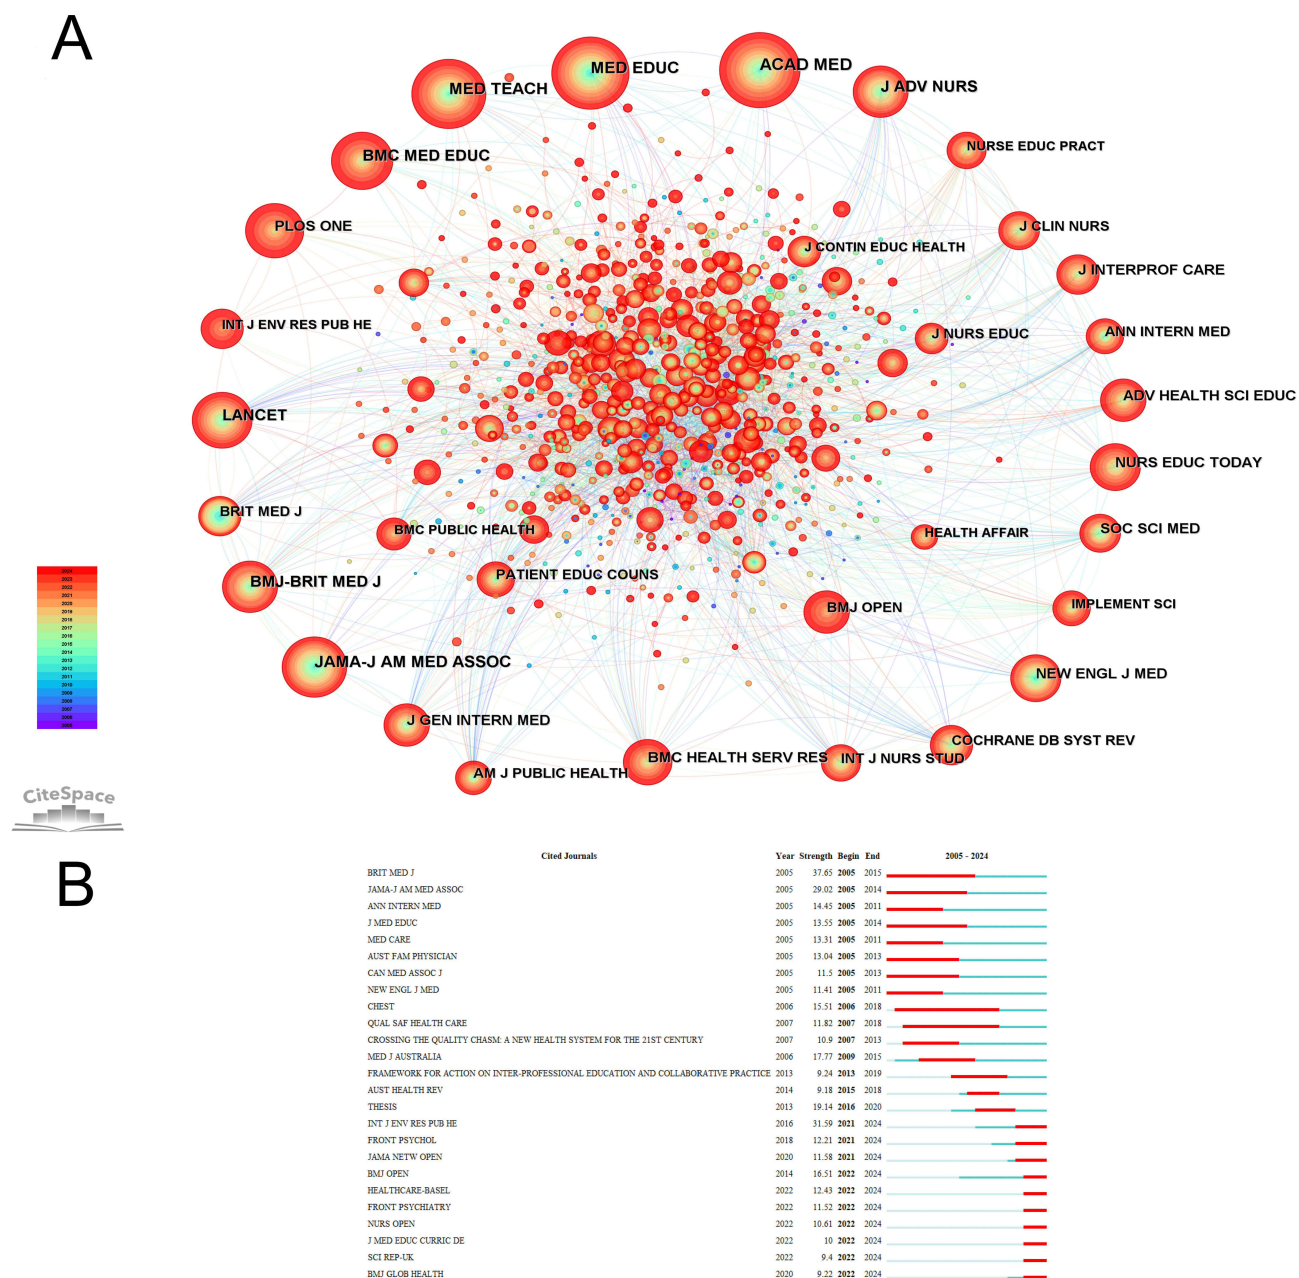 A
ACAD MED
MED EDUC
MED TEACH
J ADV NURS
NURSE EDUC PRACT
BMC MED EDUC
PLOS ONE
J CLIN NURS
J CONTIN EDUC HEALTH
J INTERPROF CARE
INT J ENV RES PUB HE
J NURS EDUC
ANN INTERN MED
ADV HEALTH SCI EDUC
LANCET
NURS EDUC TODAY
BRIT MED J
BMC PUBLIC HEALTH
HEALTH AFFAIR
SOC SCI MED
BMJ-BRIT MED J
PATIENT EDUC COUNS
BMJ OPEN
IMPLEMENT SCI
JAMA-J AM MED ASSOC
NEW ENGL J MED
J GEN INTERN MED
COCHRANE DB SYST REV
BMC HEALTH SERV RES
INT J NURS STUD
AM J PUBLIC HEALTH
2024
2023
2022
2021
2020
2019
2018
2017
2016
2015
2014
2013
2012
2011
2010
CiteSpace
B
Cited Journals Year Strength Begin End 2005 - 2024
BRIT MED J 2005 37.65 2005 2015
JAMA-J AM MED ASSOC 2005 29.02 2005 2014
ANN INTERN MED 2005 14.45 2005 2011
J MED EDUC 2005 13.55 2005 2014
MED CARE 2005 13.31 2005 2011
AUST FAM PHYSICIAN 2005 13.04 2005 2013
CAN MED ASSOC J 2005 11.5 2005 2013
NEW ENGL J MED 2005 11.41 2005 2011
CHEST 2006 15.51 2006 2018
QUAL SAF HEALTH CARE 2007 11.82 2007 2018
CROSSING THE QUALITY CHASM: A NEW HEALTH SYSTEM FOR THE 21ST CENTURY 2007 10.9 2007 2013
MED J AUSTRALIA 2006 17.77 2009 2015
FRAMEWORK FOR ACTION ON INTER-PROFESSIONAL EDUCATION AND COLLABORATIVE PRACTICE 2013 9.24 2013 2019
AUST HEALTH REV 2014 9.18 2015 2018
THESIS 2013 19.14 2016 2020
INT J ENV RES PUB HE 2016 31.59 2021 2024
FRONT PSYCHOL 2018 12.21 2021 2024
JAMA NETW OPEN 2020 11.58 2021 2024
BMJ OPEN 2014 16.51 2022 2024
HEALTHCARE-BASEL 2022 12.43 2022 2024
FRONT PSYCHIATRY 2022 11.52 2022 2024
NURS OPEN 2022 10.61 2022 2024
J MED EDUC CURRIC DE 2022 10 2022 2024
SCI REP-UK 2022 9.4 2022 2024
BMJ GLOB HEALTH 2020 9.22 2022 2024